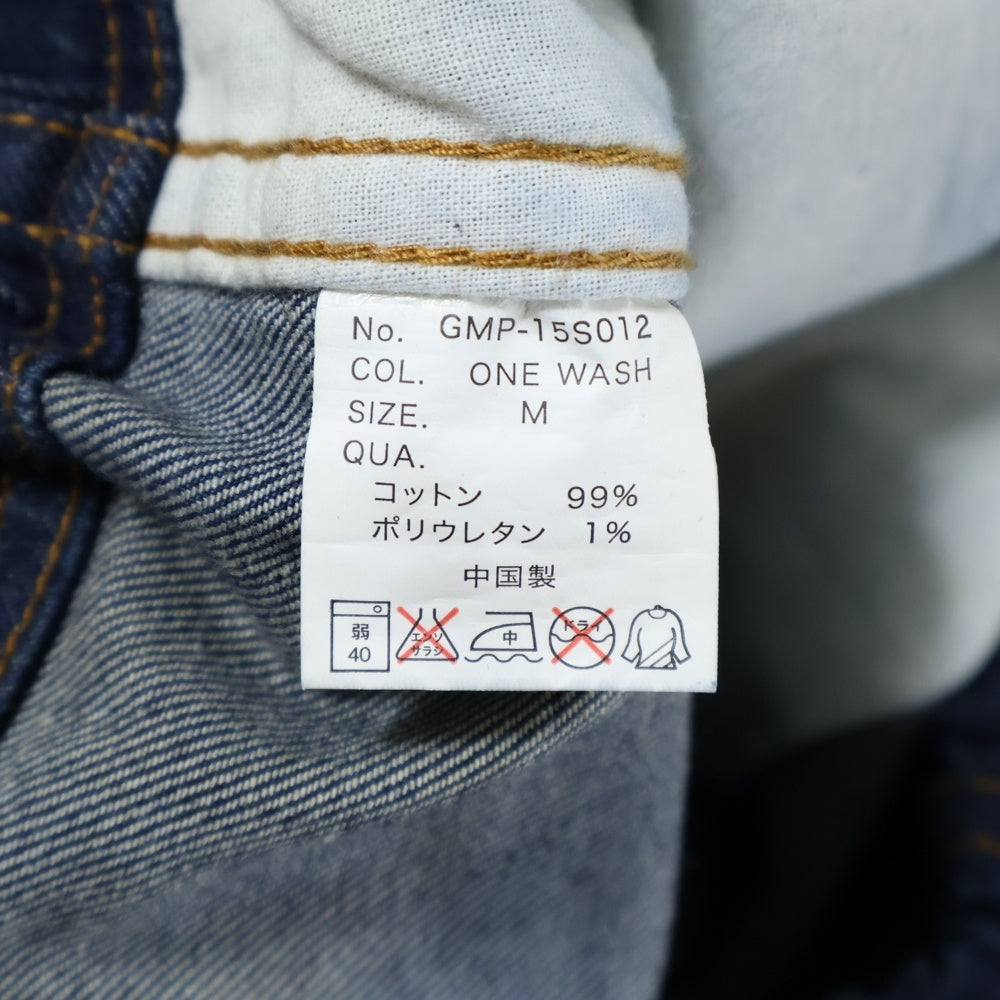 No. GMP-15S012
COL. ONE WASH
SIZE. M
QUA.
コットン 99%
ポリウレタン 1%
中国製
弱 エンソ 中 ドライ
40 サラシ